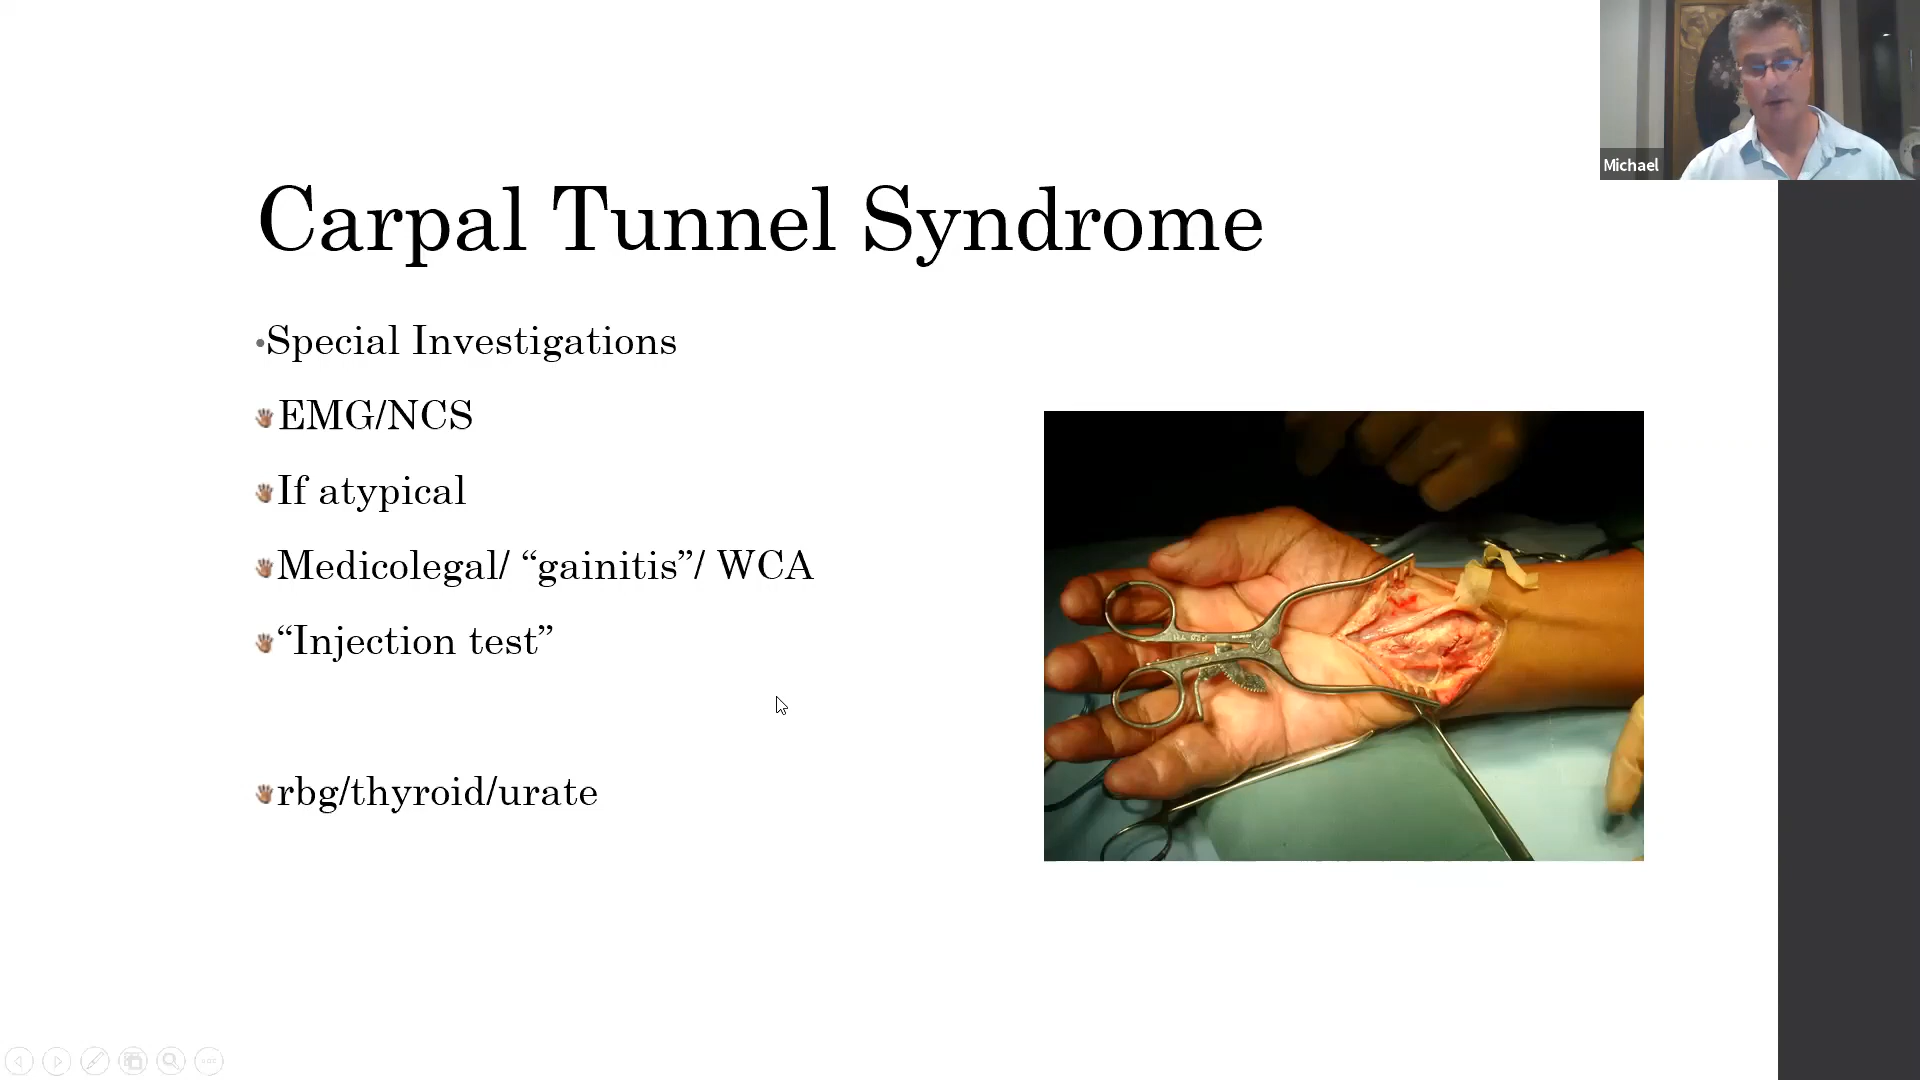 Michael
Carpal Tunnel Syndrome
•Special Investigations
EMG/NCS
If atypical
Medicolegal/ “gainitis”/ WCA
“Injection test”
rbg/thyroid/urate